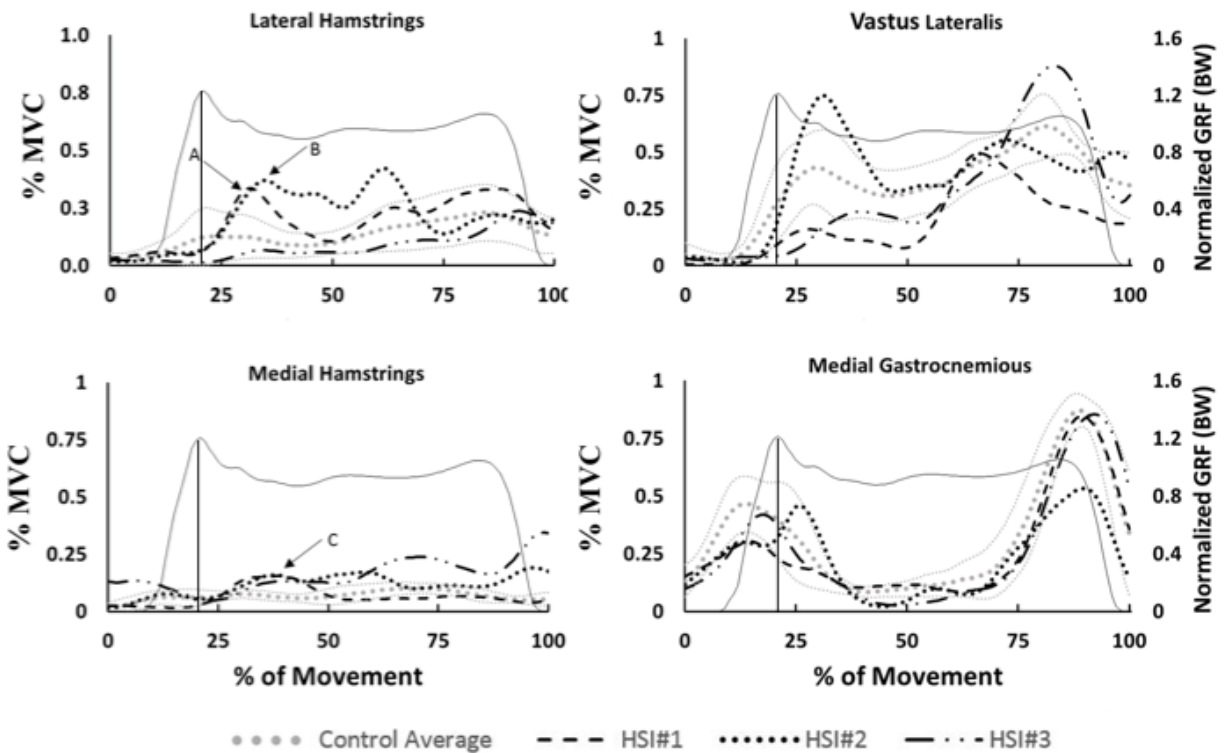 Lateral Hamstrings
% MVC
1.0
0.8
0.5
0.3
0.0
A
B
0
25
50
75
100
Vastus Lateralis
1
0.75
0.5
0.25
0
0
25
50
75
100
1.6
1.2
0.8
0.4
0
Normalized GRF (BW)
Medial Hamstrings
% MVC
% MVC
1
0.75
0.5
0.25
0
C
0
25
50
75
100
% of Movement
Medial Gastrocnemious
% MVC
1
0.75
0.5
0.25
0
0
25
50
75
100
% of Movement
1.6
1.2
0.8
0.4
0
Normalized GRF (BW)
Control Average
HSI#1
HSI#2
HSI#3